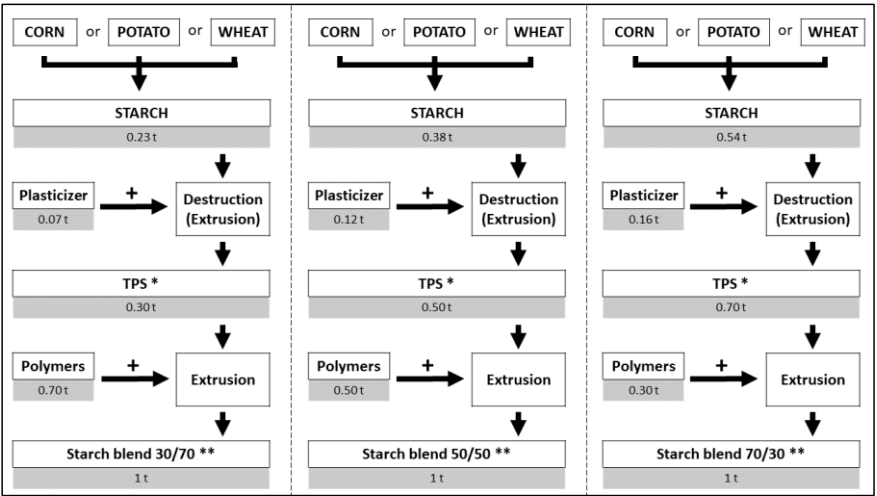 CORN or POTATO or WHEAT
STARCH
0.23 t
Plasticizer
0.07 t
+
Destruction
(Extrusion)
TPS *
0.30 t
Polymers
0.70 t
+
Extrusion
Starch blend 30/70 **
1 t
CORN or POTATO or WHEAT
STARCH
0.38 t
Plasticizer
0.12 t
+
Destruction
(Extrusion)
TPS *
0.50 t
Polymers
0.50 t
+
Extrusion
Starch blend 50/50 **
1 t
CORN or POTATO or WHEAT
STARCH
0.54 t
Plasticizer
0.16 t
+
Destruction
(Extrusion)
TPS *
0.70 t
Polymers
0.30 t
+
Extrusion
Starch blend 70/30 **
1 t